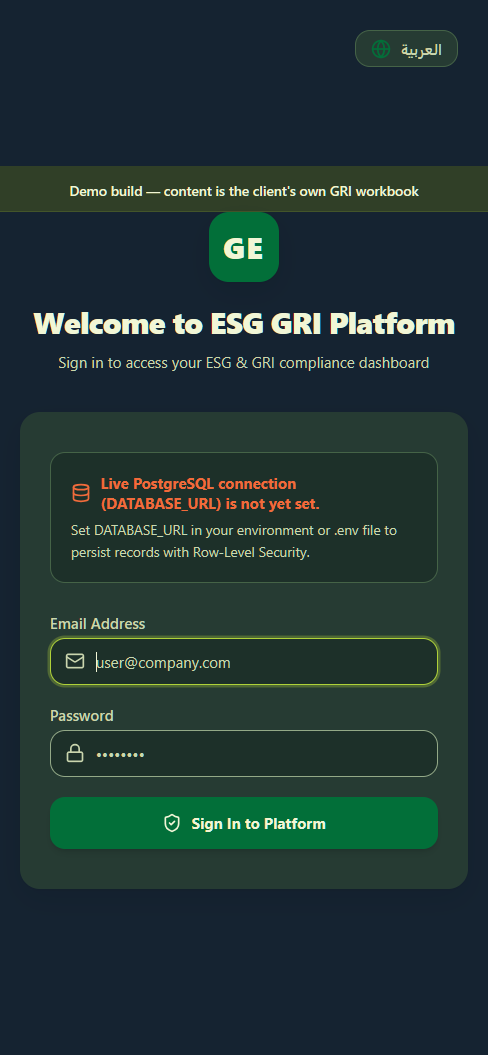 العربية
Demo build — content is the client's own GRI workbook
GE
Welcome to ESG GRI Platform
Sign in to access your ESG & GRI compliance dashboard
Live PostgreSQL connection
(DATABASE_URL) is not yet set.
Set DATABASE_URL in your environment or .env file to
persist records with Row-Level Security.
Email Address
user@company.com
Password
••••••••
Sign In to Platform